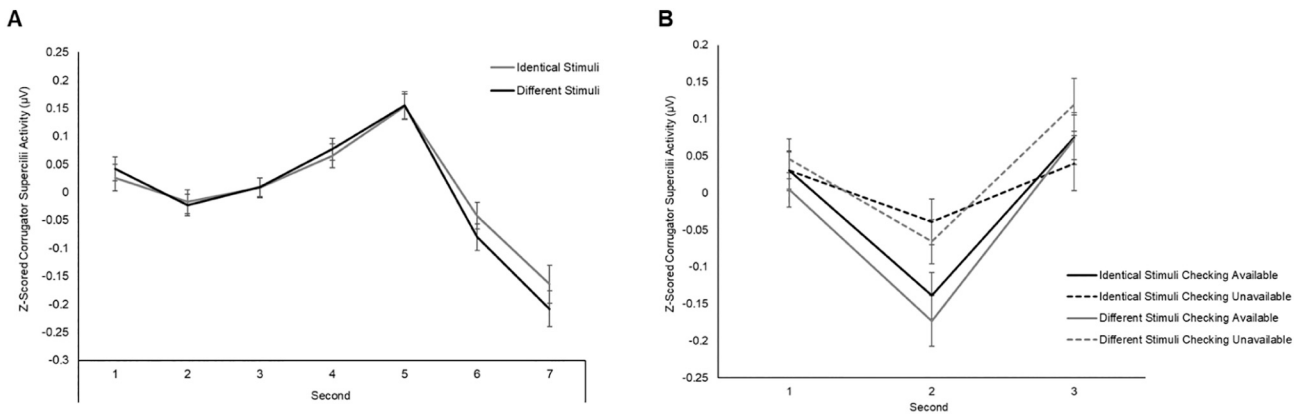 A
Z-Scored Corrugator Supercilii Activity (µV)
0.25
0.2
0.15
0.1
0.05
0
-0.05
-0.1
-0.15
-0.2
-0.25
-0.3
Identical Stimuli
Different Stimuli
1 2 3 4 5 6 7
Second
B
Z-Scored Corrugator Supercilii Activity (µV)
0.2
0.15
0.1
0.05
0
-0.05
-0.1
-0.15
-0.2
-0.25
Identical Stimuli Checking Available
Identical Stimuli Checking Unavailable
Different Stimuli Checking Available
Different Stimuli Checking Unavailable
1 2 3
Second